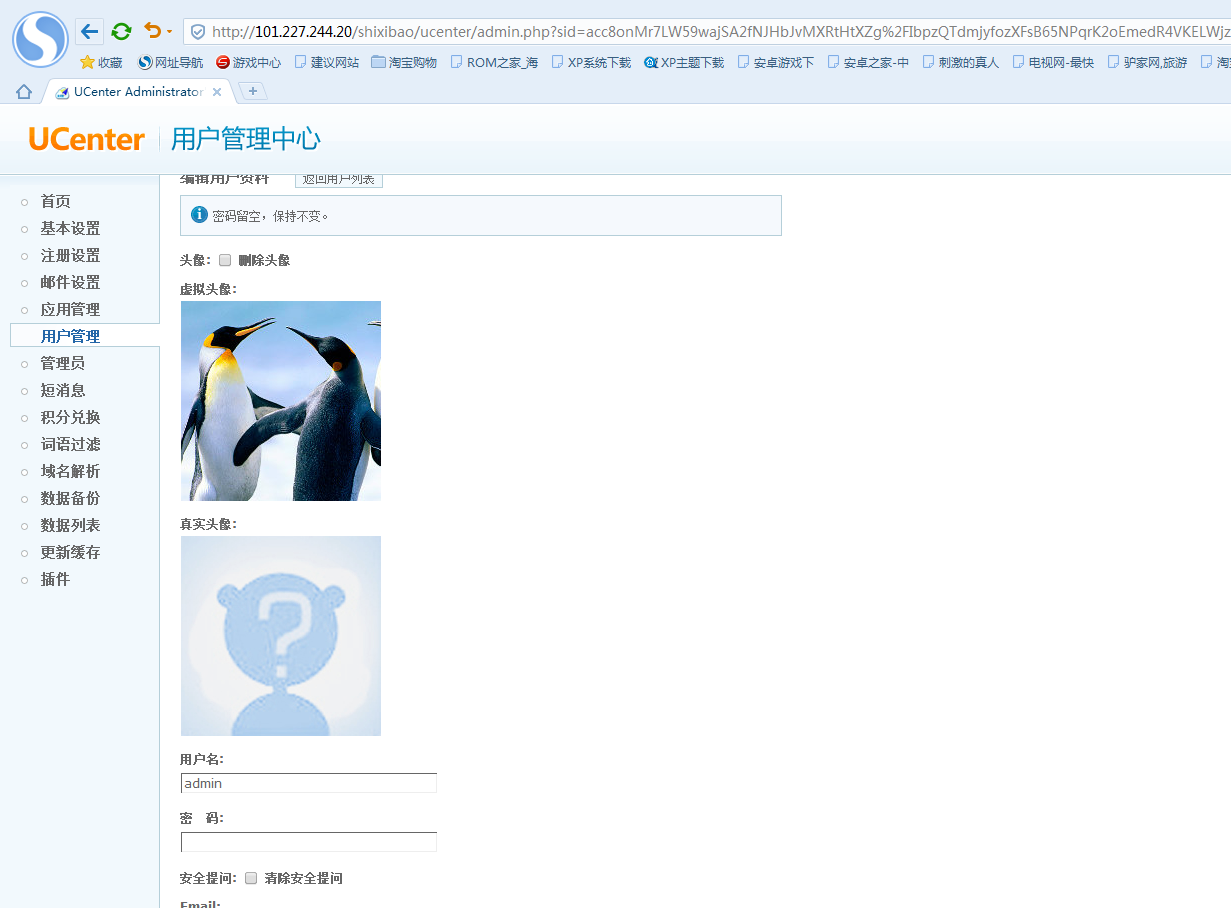 http://101.227.244.20/shixibao/ucenter/admin.php?sid=acc8onMr7LW59wajSA2fNJHbJvMXRtHtXZg%2FIbpzQTdmjyfozXFsB65NPqrK2oEmedR4VKELWJz
收藏 网址导航 游戏中心 建议网站 淘宝购物 ROM之家_海 XP系统下载 XP主题下载 安卓游戏下 安卓之家-中 刺激的真人 电视网-最快 驴家网,旅游 淘
UCenter Administrator
UCenter 用户管理中心
编辑用户资料 返回用户列表
首页
基本设置
注册设置
邮件设置
应用管理
用户管理
管理员
短消息
积分兑换
词语过滤
域名解析
数据备份
数据列表
更新缓存
插件
密码留空，保持不变。
头像: 删除头像
虚拟头像:
真实头像:
用户名:
admin
密 码:
安全提问: 清除安全提问
Email: